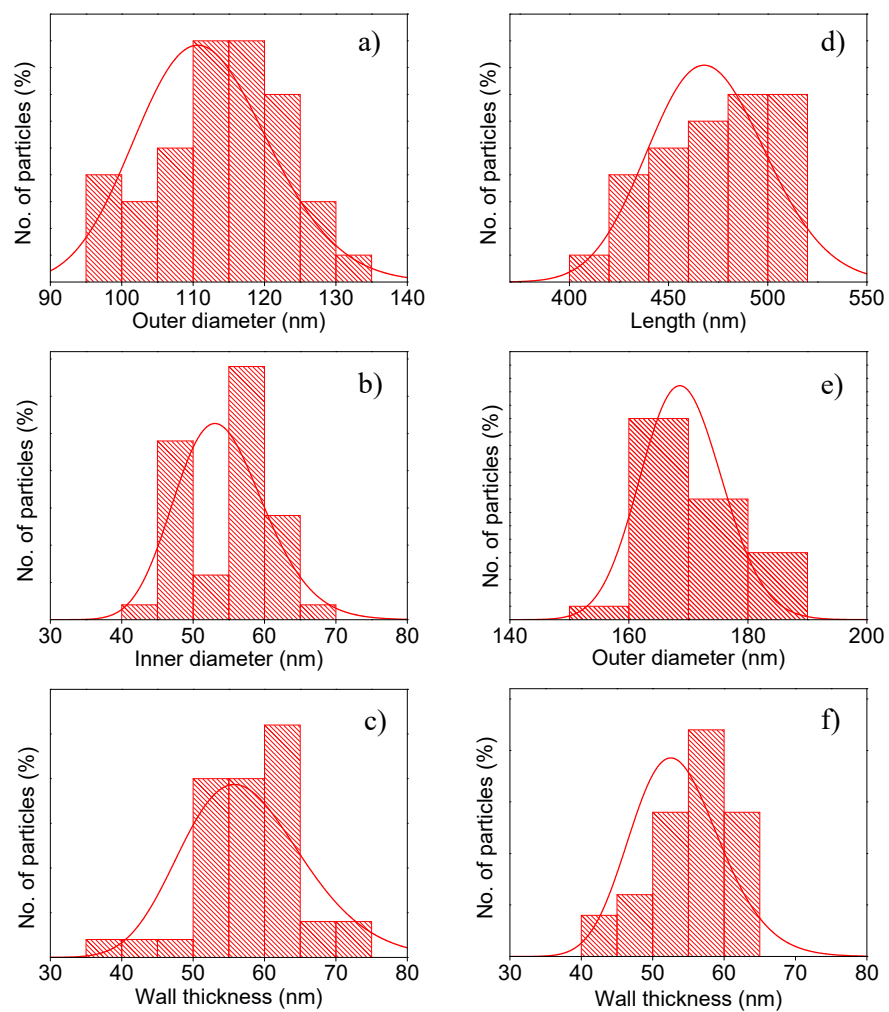 a)
No. of particles (%)
90 100 110 120 130 140
Outer diameter (nm)
d)
No. of particles (%)
400 450 500 550
Length (nm)
b)
No. of particles (%)
30 40 50 60 70 80
Inner diameter (nm)
e)
No. of particles (%)
140 160 180 200
Outer diameter (nm)
c)
No. of particles (%)
30 40 50 60 70 80
Wall thickness (nm)
f)
No. of particles (%)
30 40 50 60 70 80
Wall thickness (nm)